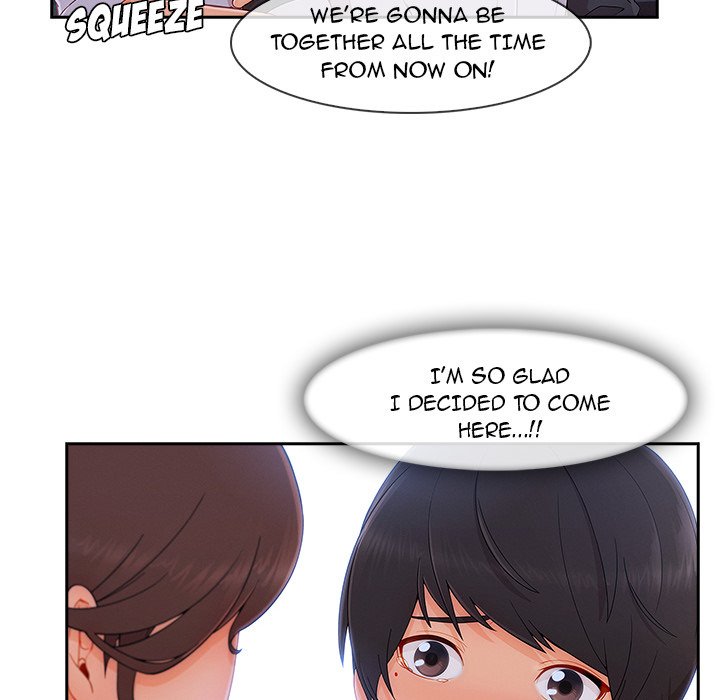 SQUEEZE
WE'RE GONNA BE
TOGETHER ALL THE TIME
FROM NOW ON!
I'M SO GLAD
I DECIDED TO COME
HERE...!!